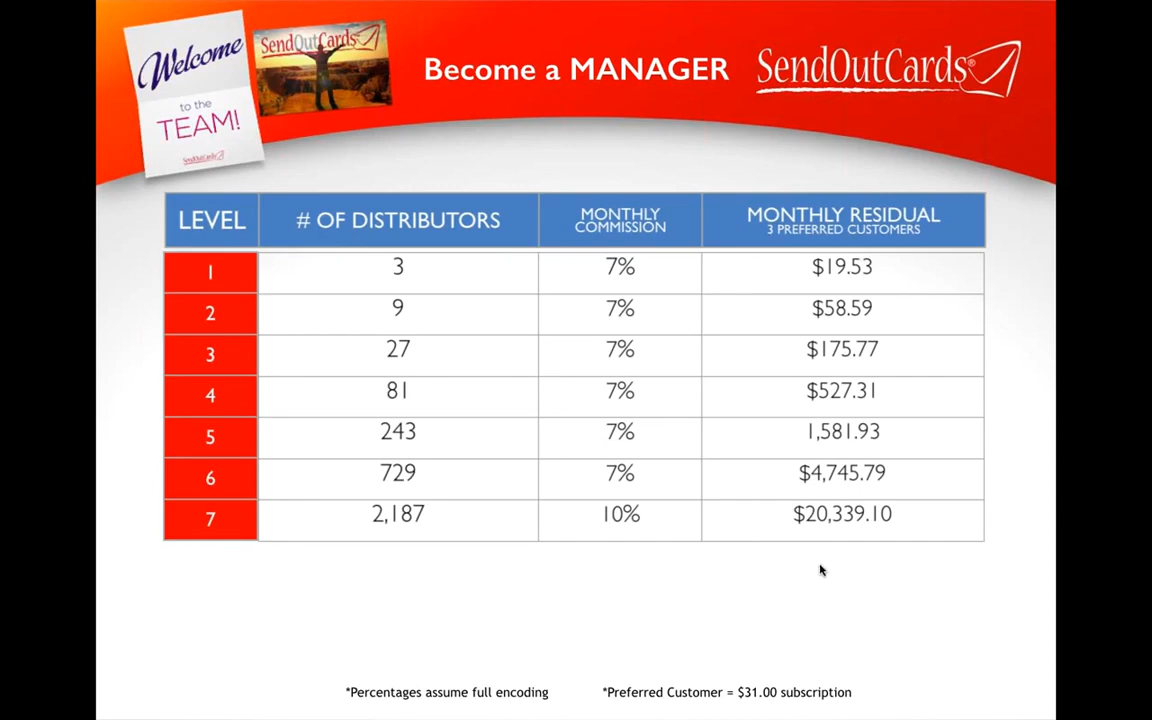 Welcome
to the
TEAM!
SendOutCards
SendOutCards
Become a MANAGER
SendOutCards®
LEVEL # OF DISTRIBUTORS MONTHLY COMMISSION MONTHLY RESIDUAL 3 PREFERRED CUSTOMERS
1 3 7% $19.53
2 9 7% $58.59
3 27 7% $175.77
4 81 7% $527.31
5 243 7% 1,581.93
6 729 7% $4,745.79
7 2,187 10% $20,339.10
*Percentages assume full encoding *Preferred Customer = $31.00 subscription